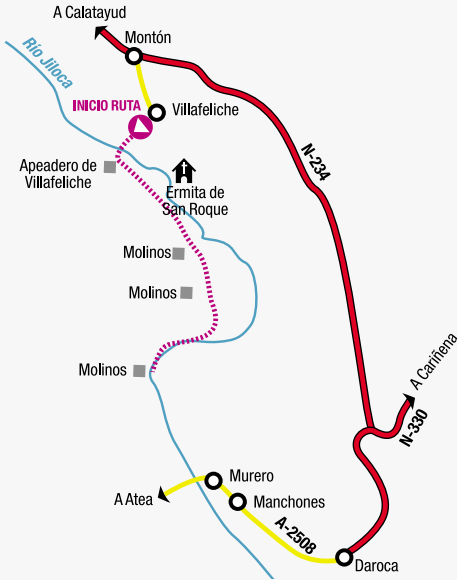 A Calatayud
Montón
Río Jiloca
INICIO RUTA
Villafeliche
Apeadero de
Villafeliche
Ermita de
San Roque
N-234
Molinos
Molinos
Molinos
A Cariñena
N-330
Murero
A Atea
Manchones
A-2508
Daroca